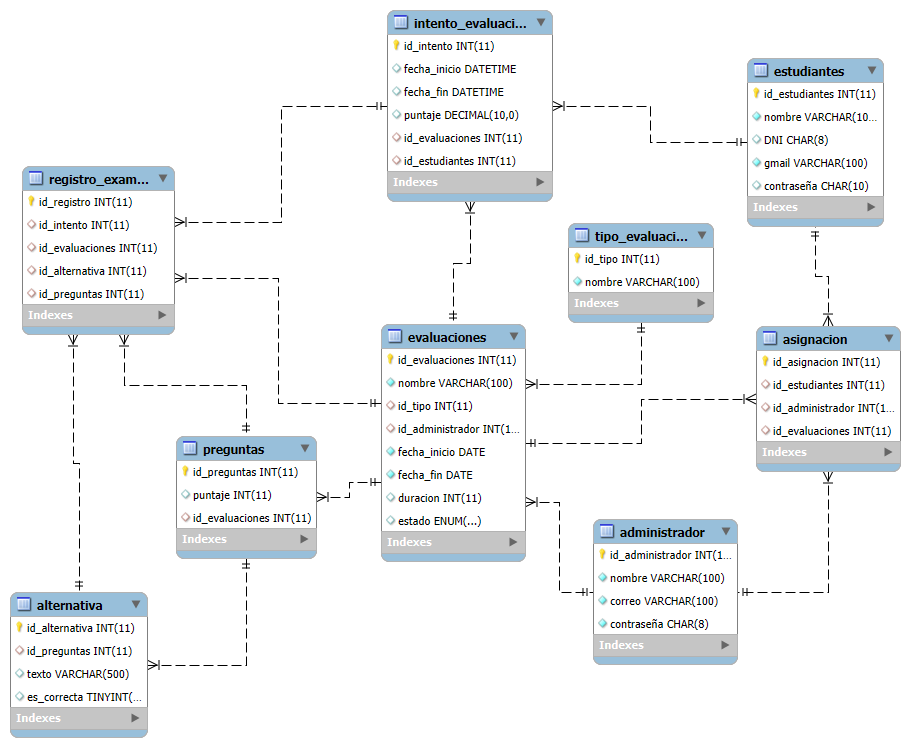 intento_evaluaci...
id_intento INT(11)
fecha_inicio DATETIME
fecha_fin DATETIME
puntaje DECIMAL(10,0)
id_evaluaciones INT(11)
id_estudiantes INT(11)
Indexes
estudiantes
id_estudiantes INT(11)
nombre VARCHAR(10...
DNI CHAR(8)
gmail VARCHAR(100)
contraseña CHAR(10)
Indexes
registro_exam...
id_registro INT(11)
id_intento INT(11)
id_evaluaciones INT(11)
id_alternativa INT(11)
id_preguntas INT(11)
Indexes
tipo_evaluaci...
id_tipo INT(11)
nombre VARCHAR(100)
Indexes
evaluaciones
id_evaluaciones INT(11)
nombre VARCHAR(100)
id_tipo INT(11)
id_administrador INT(1...
fecha_inicio DATE
fecha_fin DATE
duracion INT(11)
estado ENUM(...)
Indexes
asignacion
id_asignacion INT(11)
id_estudiantes INT(11)
id_administrador INT(1...
id_evaluaciones INT(11)
Indexes
preguntas
id_preguntas INT(11)
puntaje INT(11)
id_evaluaciones INT(11)
Indexes
administrador
id_administrador INT(1...
nombre VARCHAR(100)
correo VARCHAR(100)
contraseña CHAR(8)
Indexes
alternativa
id_alternativa INT(11)
id_preguntas INT(11)
texto VARCHAR(500)
es_correcta TINYINT(...
Indexes